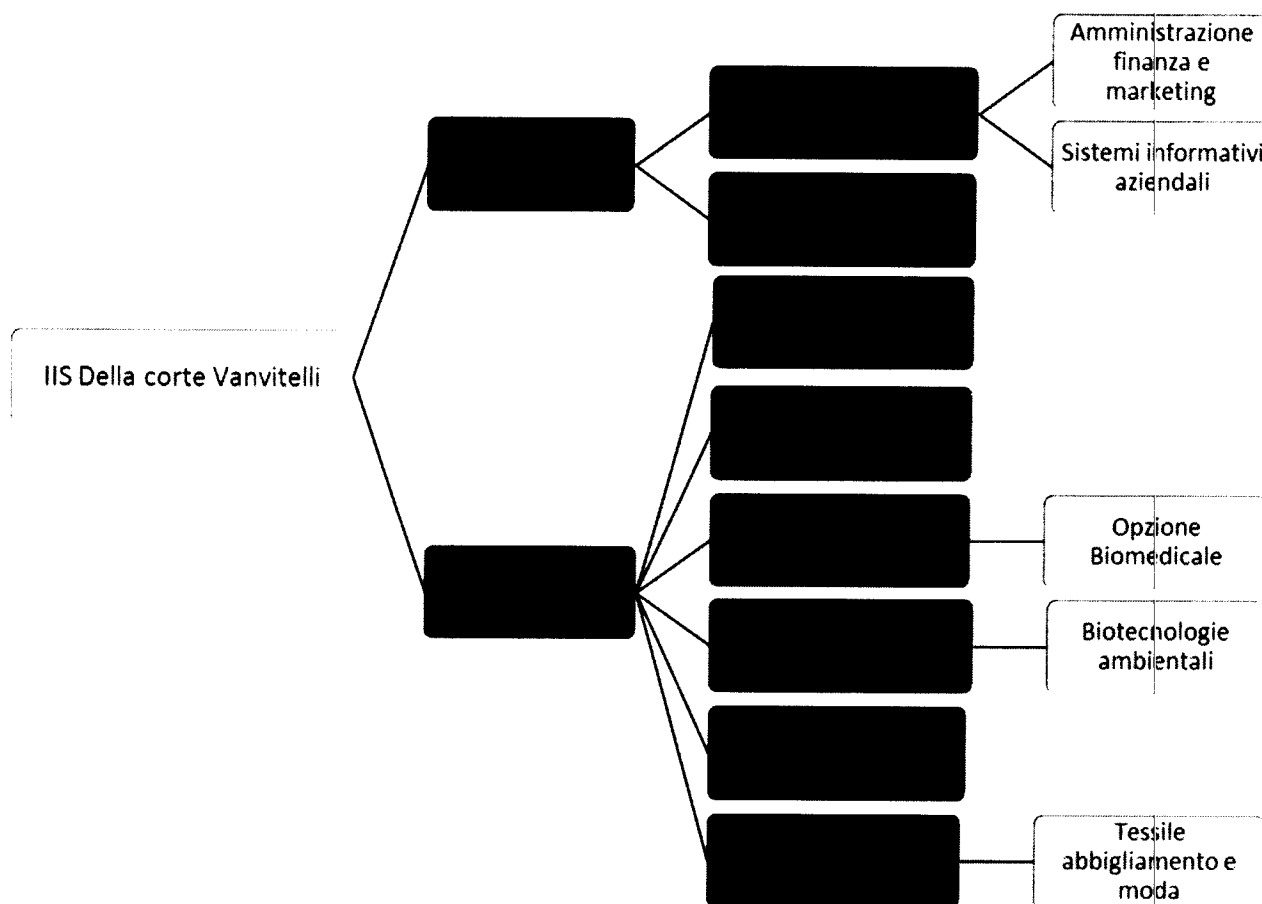 Amministrazione
finanza e
marketing
Sistemi informativi
aziendali
IIS Della corte Vanvitelli
Opzione
Biomedicale
Biotecnologie
ambientali
Tessile
abbigliamento e
moda